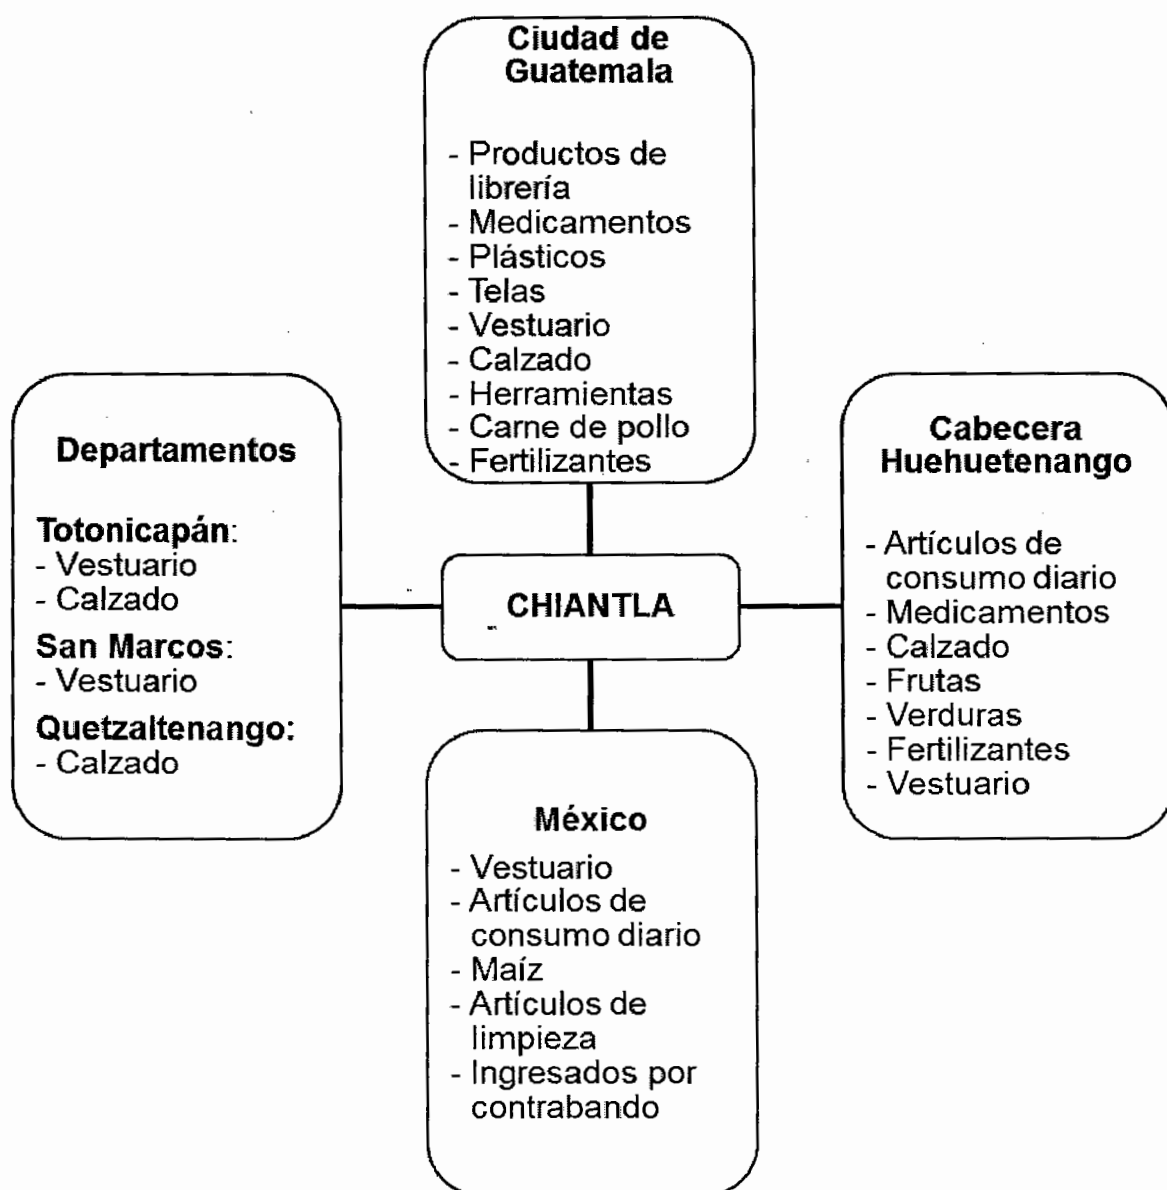 Ciudad de
Guatemala
- Productos de
librería
- Medicamentos
- Plásticos
- Telas
- Vestuario
- Calzado
- Herramientas
- Carne de pollo
- Fertilizantes
Departamentos
Totonicapán:
- Vestuario
- Calzado
San Marcos:
- Vestuario
Quetzaltenango:
- Calzado
CHIANTLA
Cabecera
Huehuetenango
- Artículos de
consumo diario
- Medicamentos
- Calzado
- Frutas
- Verduras
- Fertilizantes
- Vestuario
México
- Vestuario
- Artículos de
consumo diario
- Maíz
- Artículos de
limpieza
- Ingresados por
contrabando